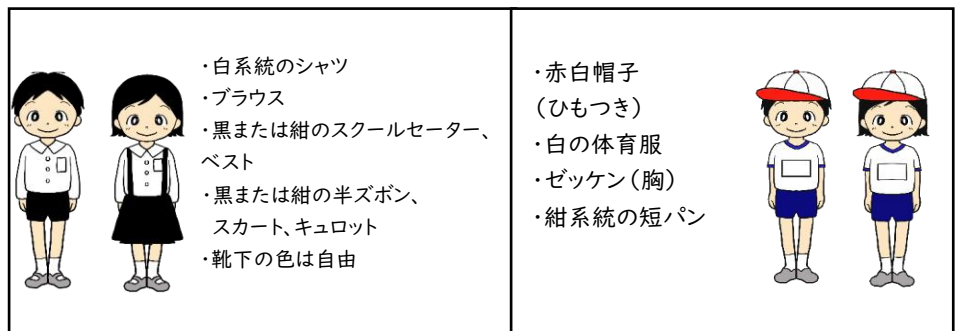 ・白系統のシャツ
・ブラウス
・黒または紺のスクールセーター、
ベスト
・黒または紺の半ズボン、
スカート、キュロット
・靴下の色は自由
・赤白帽子
（ひもつき）
・白の体育服
・ゼッケン（胸）
・紺系統の短パン